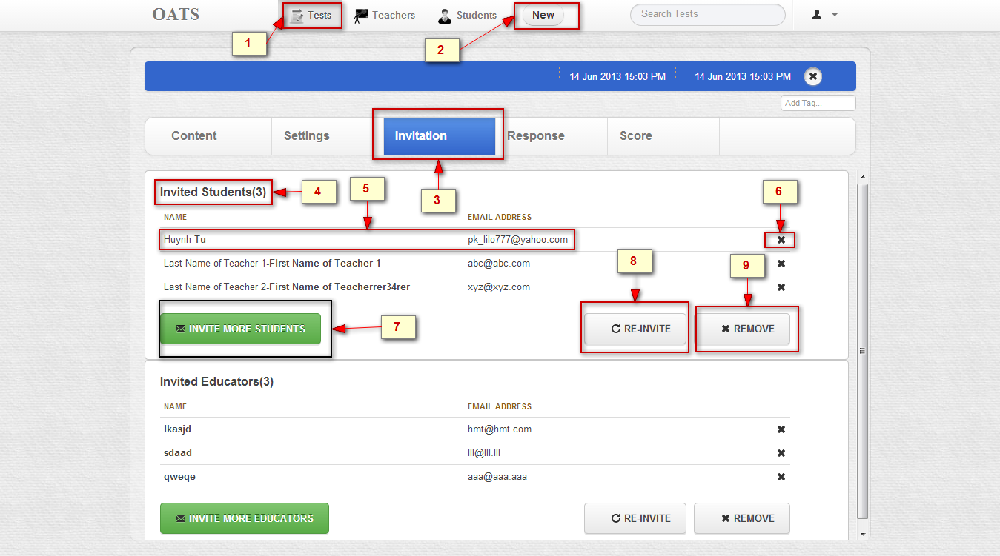 OATS Tests Teachers Students New Search Tests
1
2
14 Jun 2013 15:03 PM – 14 Jun 2013 15:03 PM
Add Tag...
Content Settings Invitation Response Score
Invited Students(3)
4
5
3
6
NAME EMAIL ADDRESS
Huynh-Tu pk_lilo777@yahoo.com
8
9
Last Name of Teacher 1-First Name of Teacher 1 abc@abc.com
Last Name of Teacher 2-First Name of Teacherrer34rer xyz@xyz.com
INVITE MORE STUDENTS 7 RE-INVITE REMOVE
Invited Educators(3)
NAME EMAIL ADDRESS
lkasjd hmt@hmt.com
sdaad lll@lll.lll
qweqe aaa@aaa.aaa
INVITE MORE EDUCATORS RE-INVITE REMOVE